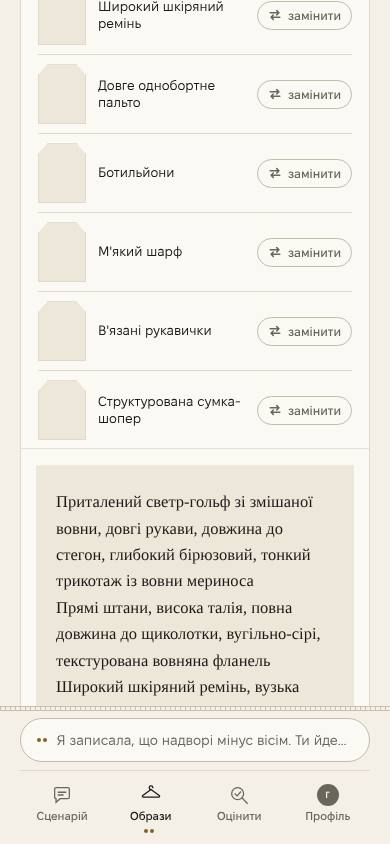 Широкий шкіряний
ремінь
замінити
Довге однобортне
пальто
замінити
Ботильйони
замінити
М'який шарф
замінити
В'язані рукавички
замінити
Структурована сумка-
шопер
замінити
Приталений светр-гольф зі змішаної
вовни, довгі рукави, довжина до
стегон, глибокий бірюзовий, тонкий
трикотаж із вовни мериноса
Прямі штани, висока талія, повна
довжина до щиколотки, вугільно-сірі,
текстурована вовняна фланель
Широкий шкіряний ремінь, вузька
Я записала, що надворі мінус вісім. Ти йде...
Сценарій
Образи
Оцінити
г
Профіль